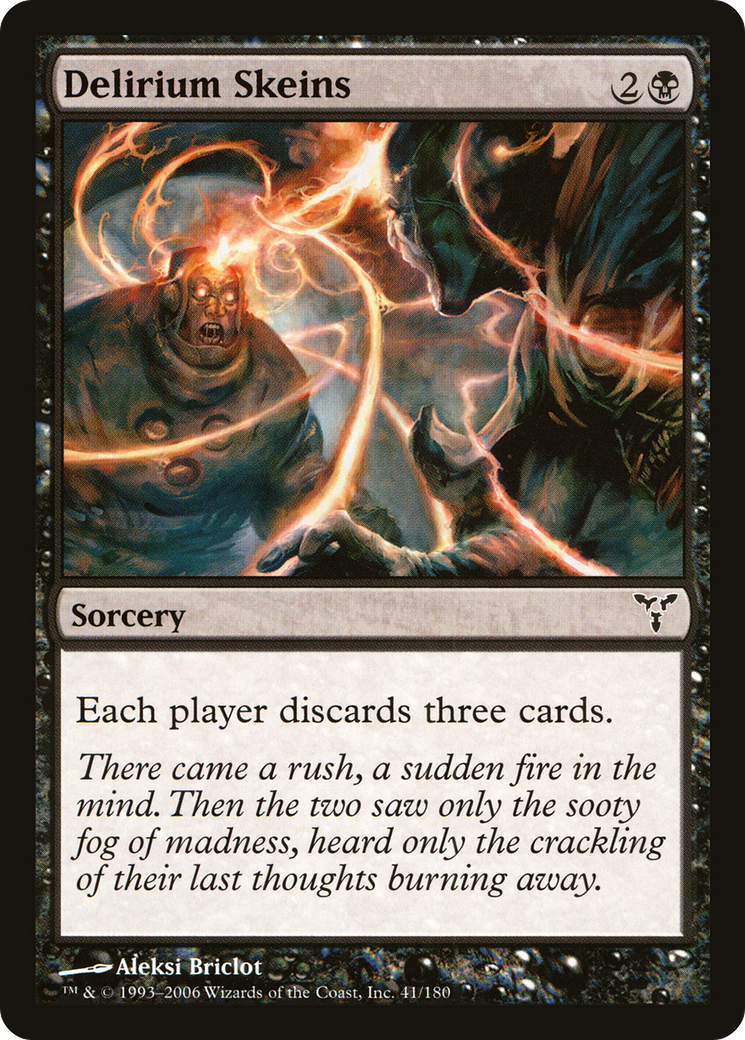 Delirium Skeins 2
Sorcery
Each player discards three cards.
There came a rush, a sudden fire in the
mind. Then the two saw only the sooty
fog of madness, heard only the crackling
of their last thoughts burning away.
Aleksi Briclot
™ & © 1993–2006 Wizards of the Coast, Inc. 41/180